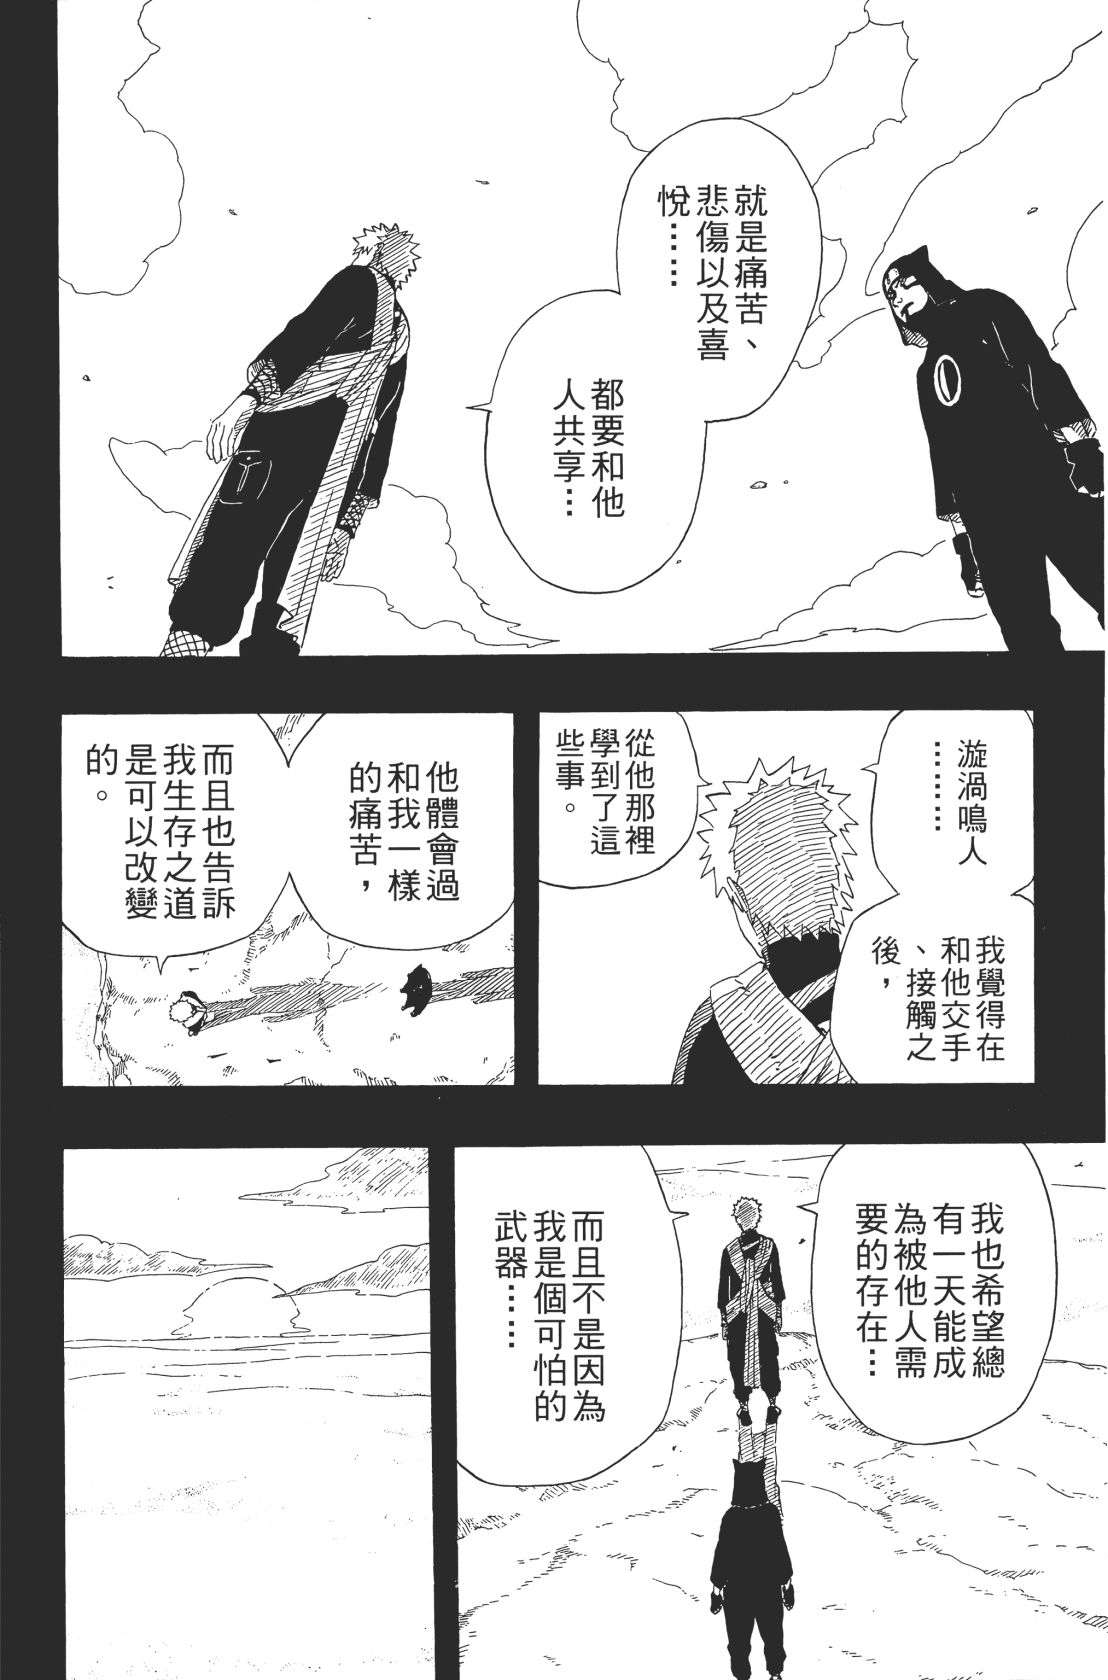 就是痛苦、
悲傷以及喜
悅……
都要和他
人共享…
漩渦鳴人
………
我覺得在
和他交手
、接觸之
後，
從他那裡
學到了這
些事。
他體會過
和我一樣
的痛苦，
而且也告訴
我生存之道
是可以改變
的。
我也希望總
有一天能成
為被他人需
要的存在…
而且不是因為
我是個可怕的
武器……